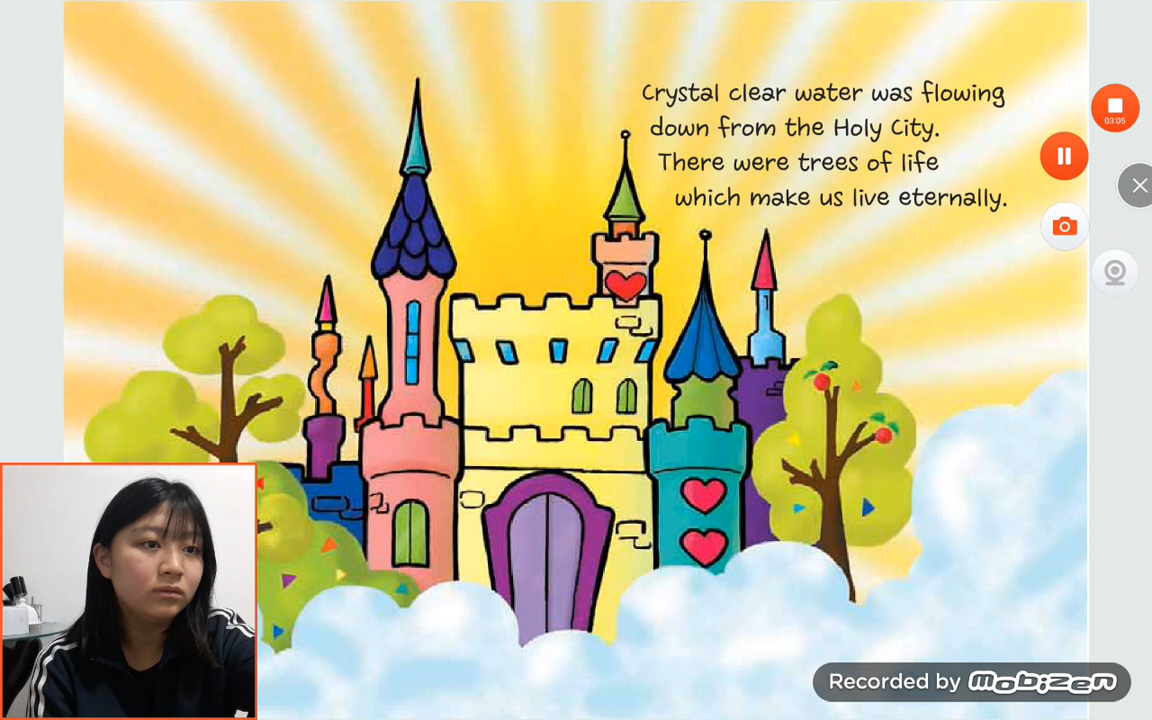 Crystal clear water was flowing
down from the Holy City.
There were trees of life
which make us live eternally.
03:05
Recorded by mobizen